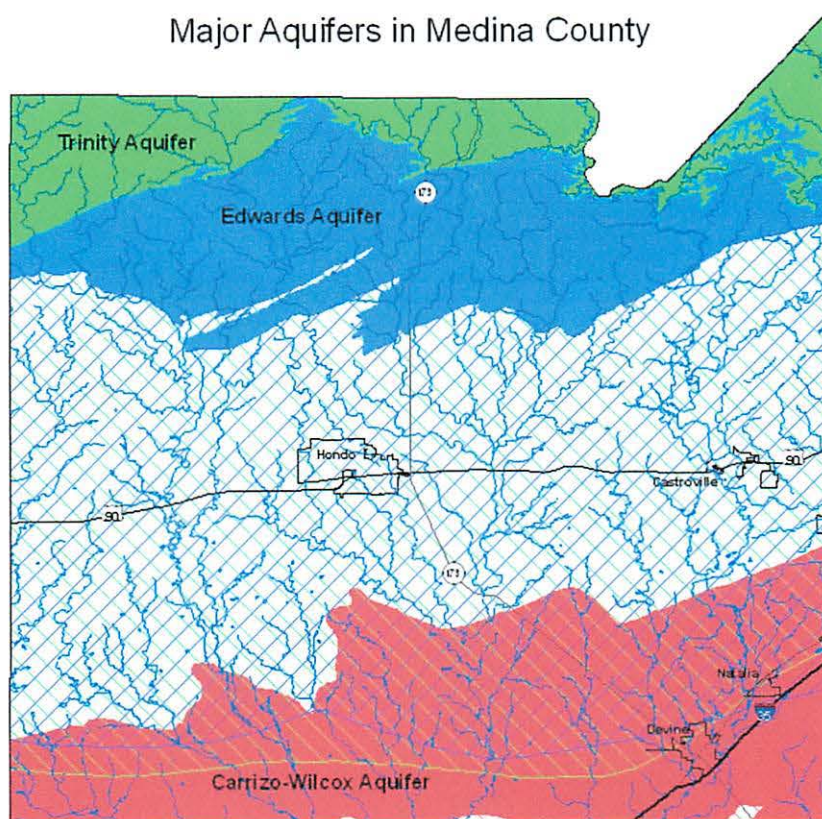 Major Aquifers in Medina County
Trinity Aquifer
173
Edwards Aquifer
Hondo
90
Castroville
90
173
Natalia
35
Devine
Carrizo-Wilcox Aquifer